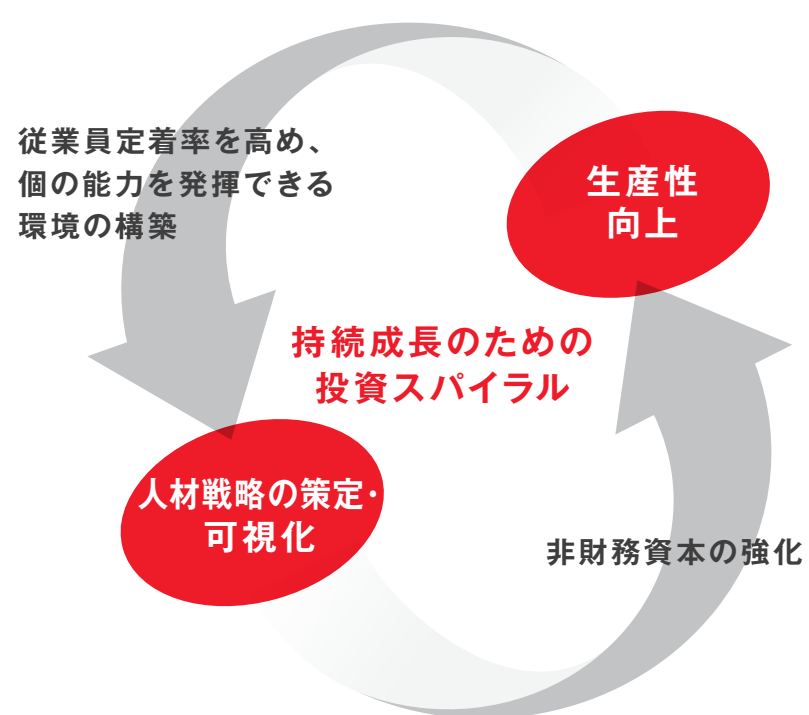 従業員定着率を高め、
個の能力を発揮できる
環境の構築
生産性
向上
持続成長のための
投資スパイラル
人材戦略の策定・
可視化
非財務資本の強化